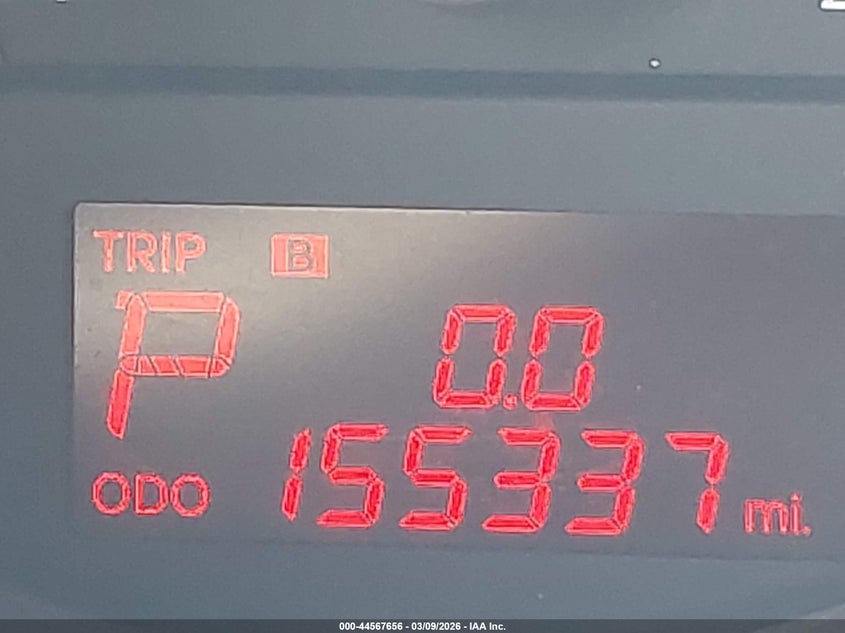 TRIP B
P 0.0
ODO 155337 mi.
000-44567656 - 03/09/2026 - IAA Inc.